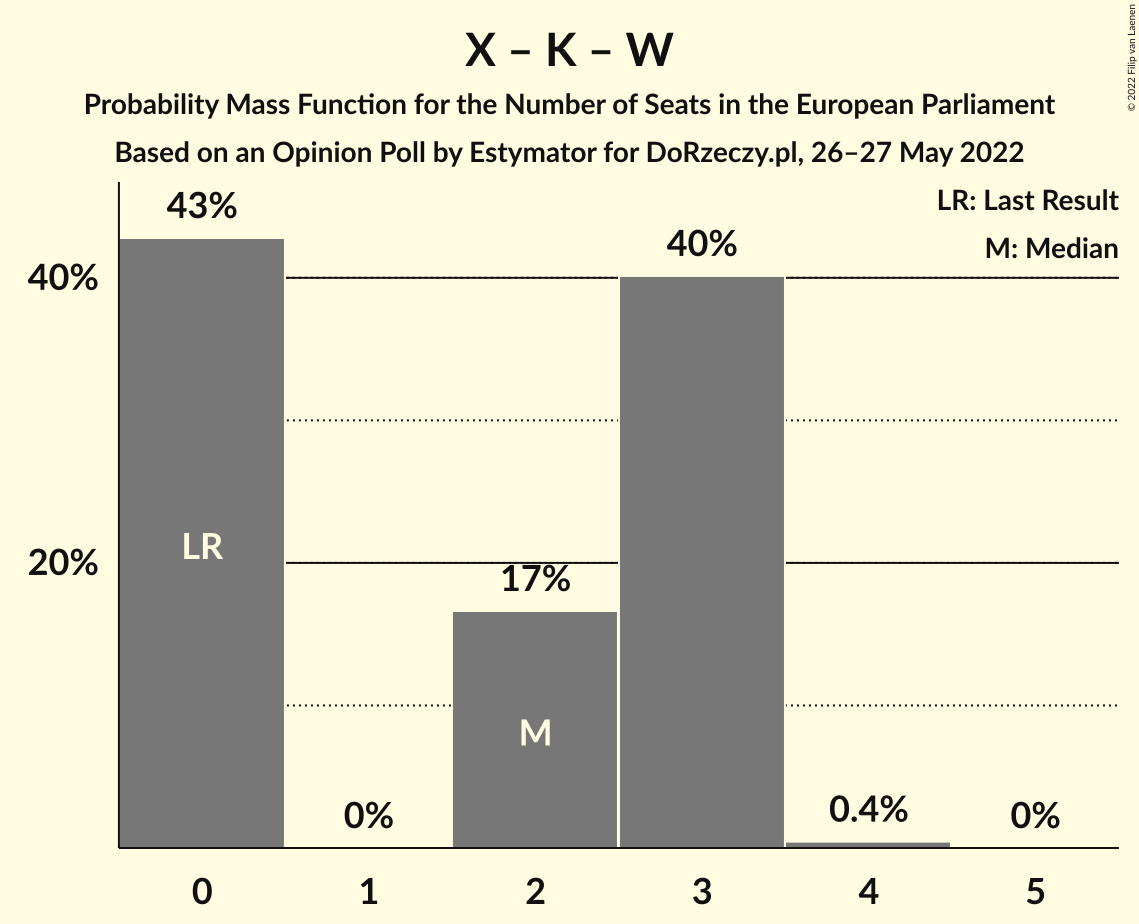 X – K – W
Probability Mass Function for the Number of Seats in the European Parliament
Based on an Opinion Poll by Estymator for DoRzeczy.pl, 26–27 May 2022
© 2022 Filip van Laenen
LR: Last Result
M: Median
43%
40%
40%
LR
20%
17%
M
0%
0.4%
0%
0
1
2
3
4
5